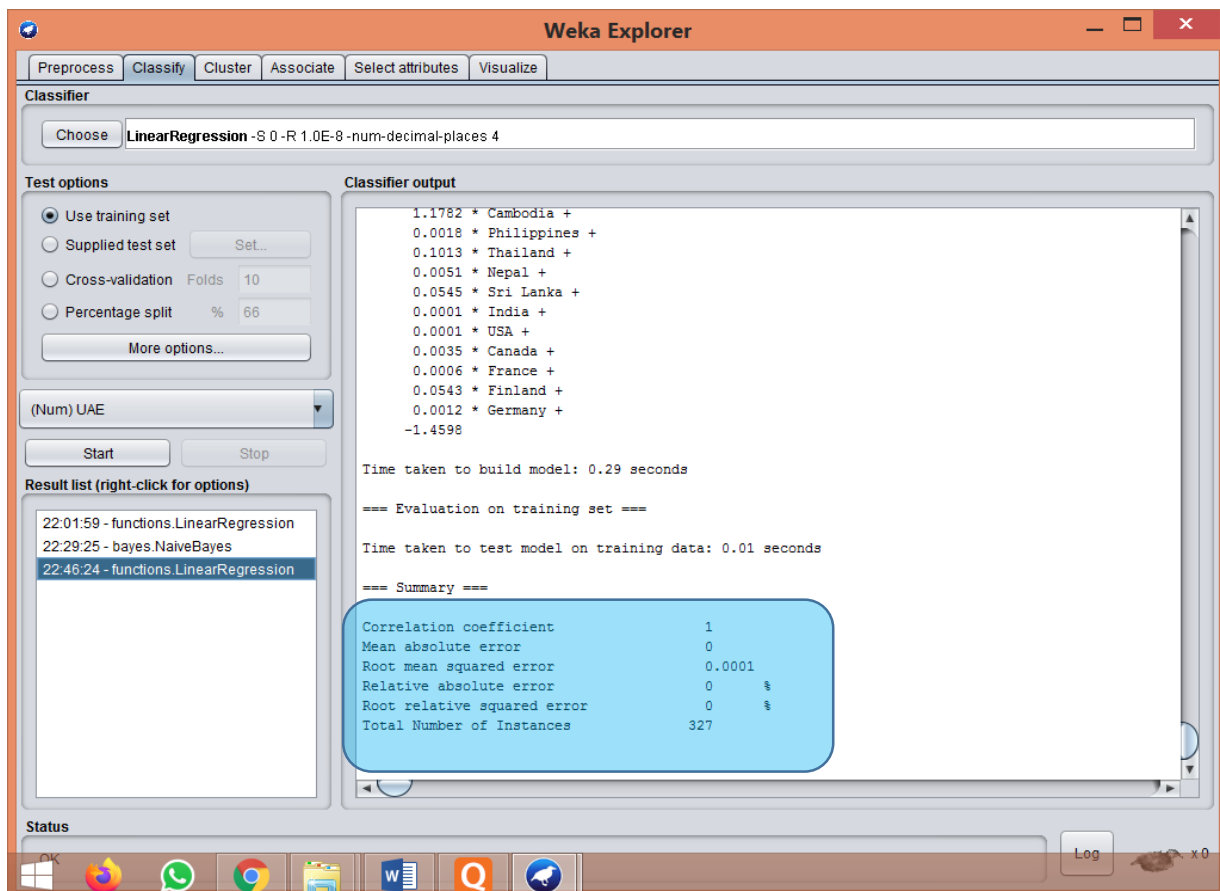 Weka Explorer
Preprocess Classify Cluster Associate Select attributes Visualize
Classifier
Choose LinearRegression -S 0 -R 1.0E-8 -num-decimal-places 4
Test options
Use training set
Supplied test set Set...
Cross-validation Folds 10
Percentage split % 66
More options...
(Num) UAE
Start Stop
Result list (right-click for options)
22:01:59 - functions.LinearRegression
22:29:25 - bayes.NaiveBayes
22:46:24 - functions.LinearRegression
Classifier output
1.1782 * Cambodia +
0.0018 * Philippines +
0.1013 * Thailand +
0.0051 * Nepal +
0.0545 * Sri Lanka +
0.0001 * India +
0.0001 * USA +
0.0035 * Canada +
0.0006 * France +
0.0543 * Finland +
0.0012 * Germany +
-1.4598
Time taken to build model: 0.29 seconds
=== Evaluation on training set ===
Time taken to test model on training data: 0.01 seconds
=== Summary ===
Correlation coefficient 1
Mean absolute error 0
Root mean squared error 0.0001
Relative absolute error 0 %
Root relative squared error 0 %
Total Number of Instances 327
Status
OK
Log x 0
W
Q